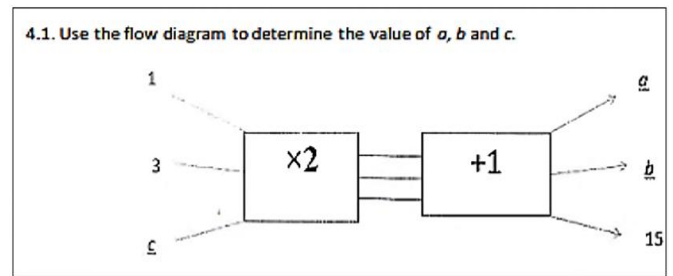 4.1. Use the flow diagram to determine the value of a, b and c.
1
a
3
×2
+1
b
c
15